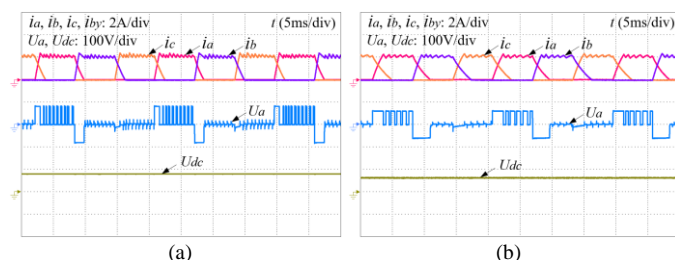 ia, ib, ic, iby: 2A/div
t (5ms/div)
Ua, Udc: 100V/div
ic
ia
ib
Ua
Udc
(a)
ia, ib, ic, iby: 2A/div
t (5ms/div)
Ua, Udc: 100V/div
ic
ia
ib
Ua
Udc
(b)